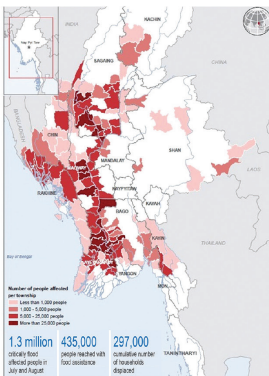 INDIA
KACHIN
CHINA
SAGAING
BANGLADESH
CHIN
SHAN
MANDALAY
MAGWAY
LAOS
RAKHINE
NAYPYITAW
KAYAH
BAGO
Bay of Bengal
THAILAND
KAYIN
YANGON
MON
TANINTHARYI
Number of people affected
per township
Less than 1,000 people
1,000 - 5,000 people
5,000 - 25,000 people
More than 25,000 people
1.3 million
critically flood
affected people in
July and August
435,000
people reached with
food assistance
297,000
cumulative number
of households
displaced